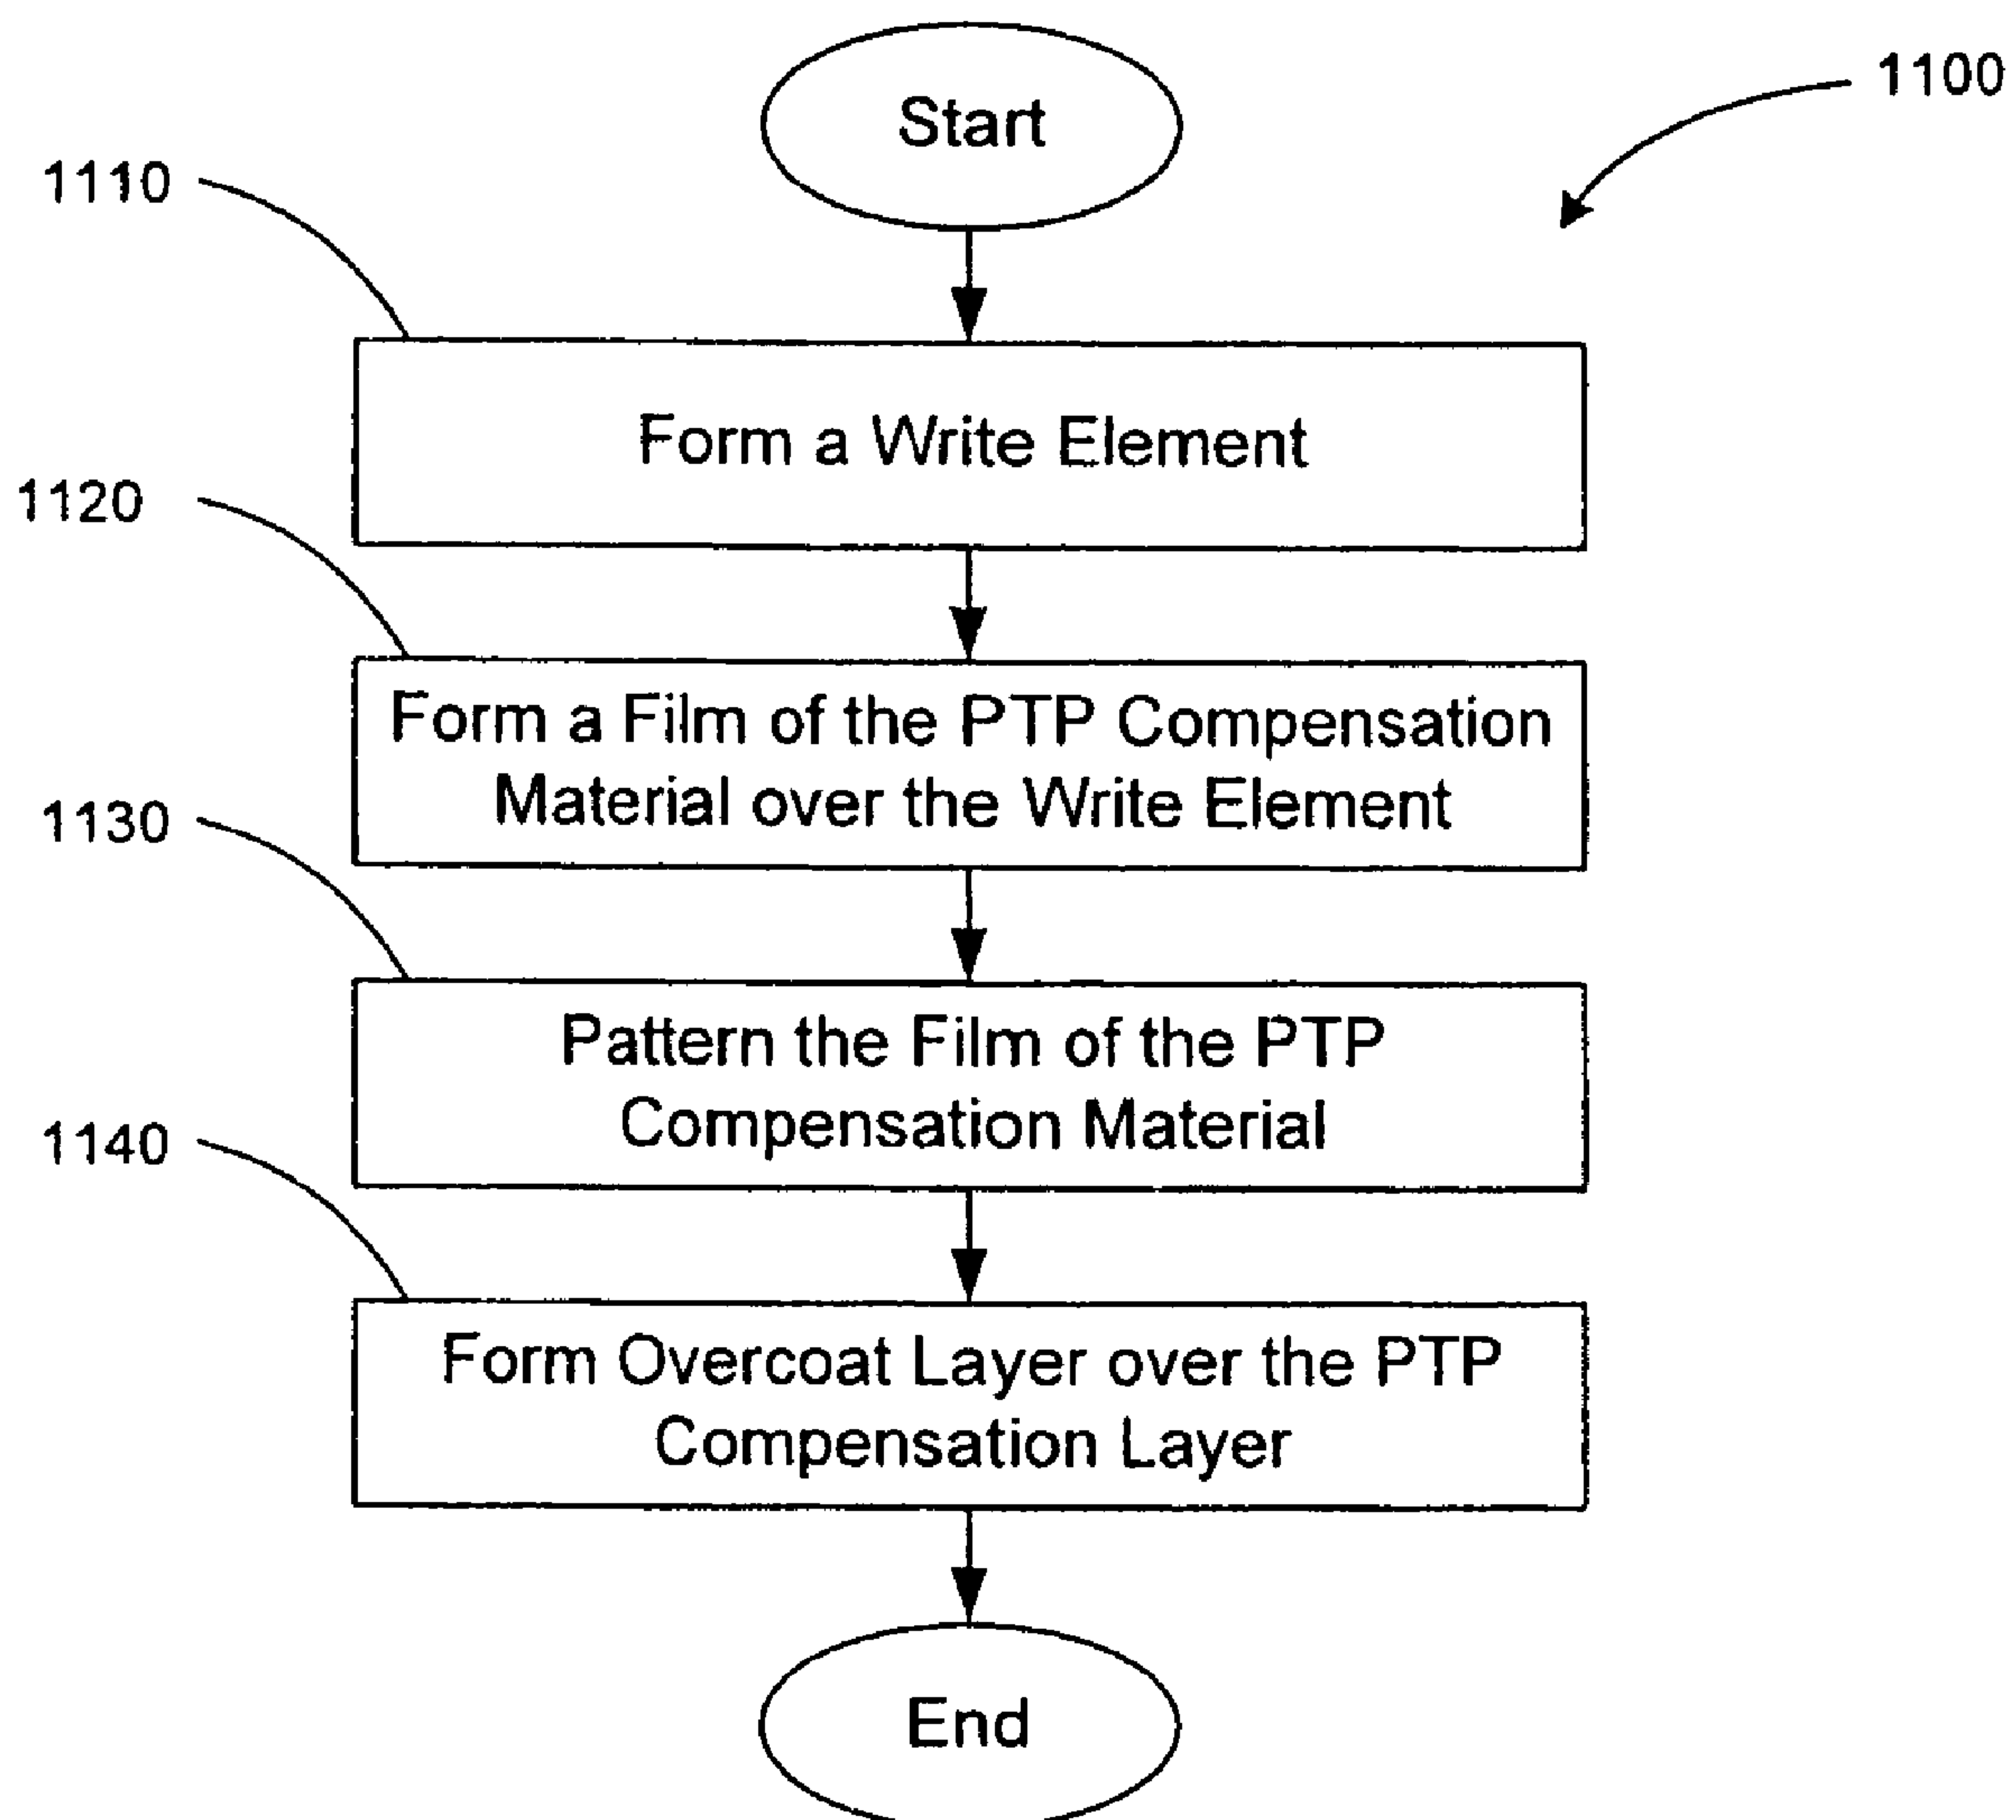 Start
1100
1110
Form a Write Element
1120
Form a Film of the PTP Compensation
Material over the Write Element
1130
Pattern the Film of the PTP
Compensation Material
1140
Form Overcoat Layer over the PTP
Compensation Layer
End